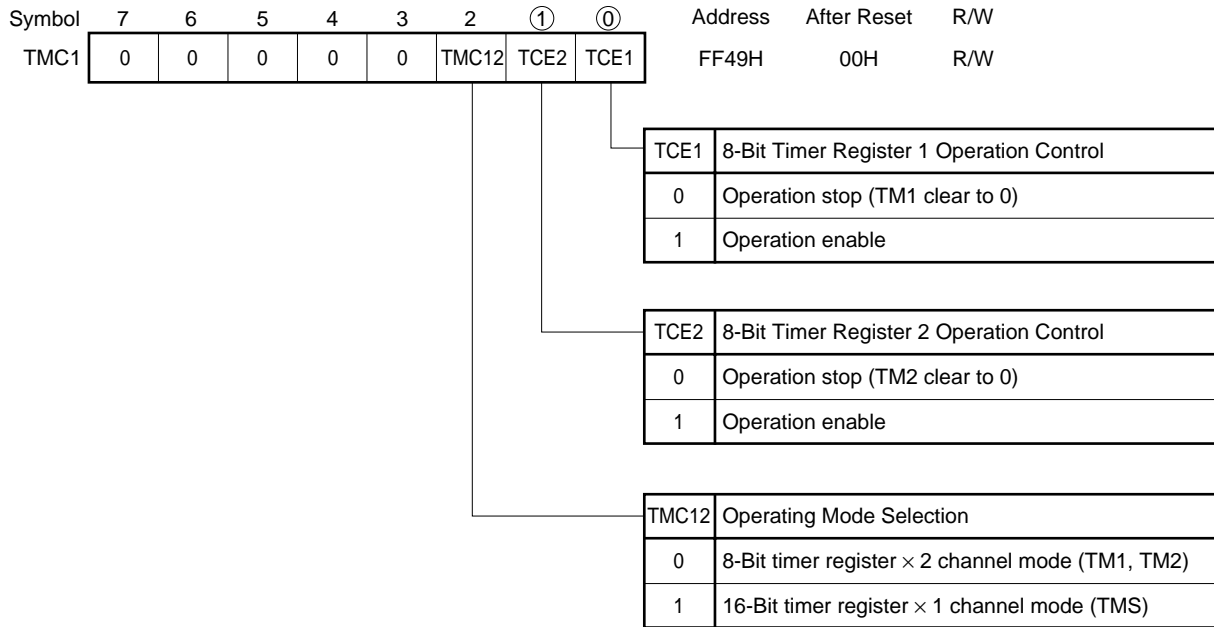 Symbol 7 6 5 4 3 2 ① ⓪ Address After Reset R/W
TMC1 0 0 0 0 0 TMC12 TCE2 TCE1 FF49H 00H R/W
TCE1 8-Bit Timer Register 1 Operation Control
0 Operation stop (TM1 clear to 0)
1 Operation enable
TCE2 8-Bit Timer Register 2 Operation Control
0 Operation stop (TM2 clear to 0)
1 Operation enable
TMC12 Operating Mode Selection
0 8-Bit timer register × 2 channel mode (TM1, TM2)
1 16-Bit timer register × 1 channel mode (TMS)